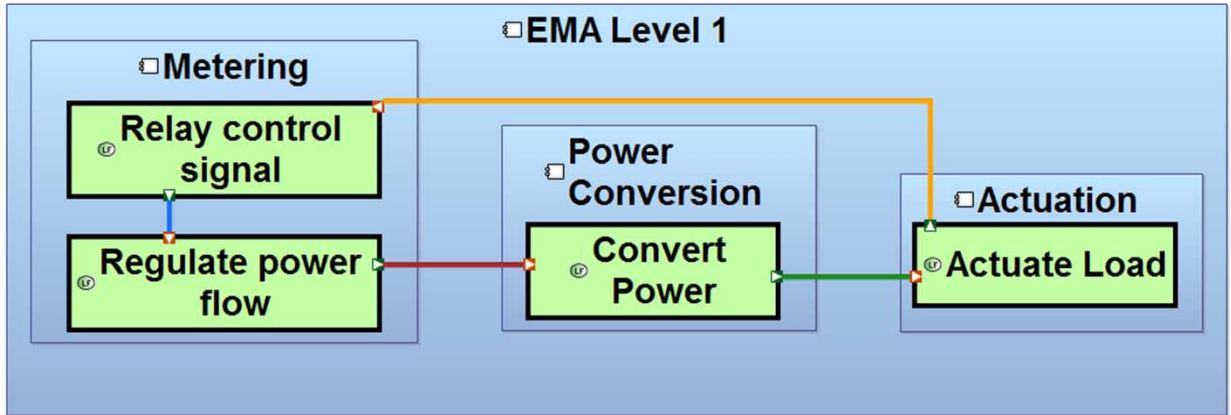 EMA Level 1
Metering
Relay control
signal
Regulate power
flow
Power
Conversion
Convert
Power
Actuation
Actuate Load